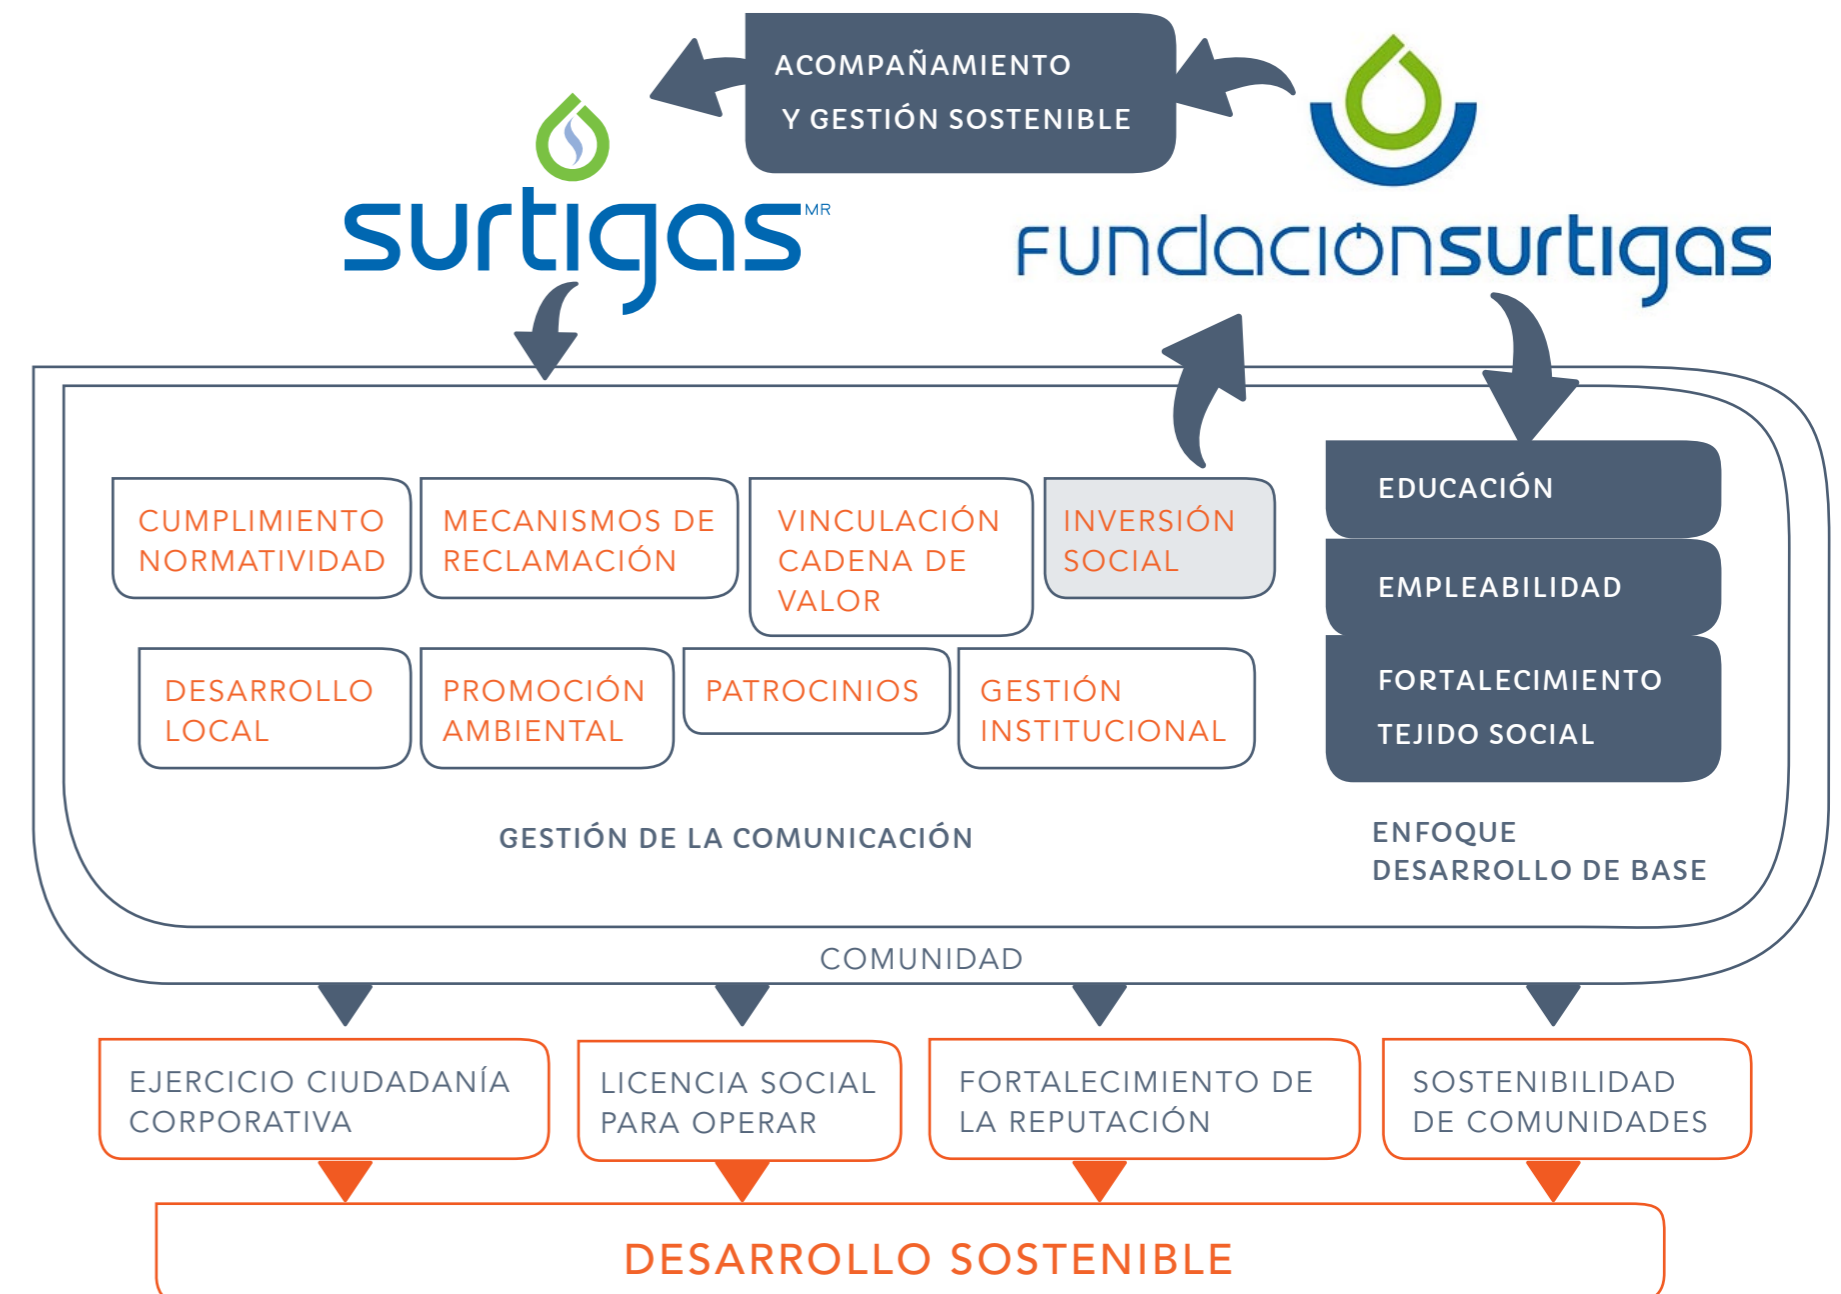 ACOMPAÑAMIENTO
Y GESTIÓN SOSTENIBLE
surtigas MR
Fundaciónsurtigas
CUMPLIMIENTO
NORMATIVIDAD
MECANISMOS DE
RECLAMACIÓN
VINCULACIÓN
CADENA DE
VALOR
INVERSIÓN
SOCIAL
DESARROLLO
LOCAL
PROMOCIÓN
AMBIENTAL
PATROCINIOS
GESTIÓN
INSTITUCIONAL
GESTIÓN DE LA COMUNICACIÓN
EDUCACIÓN
EMPLEABILIDAD
FORTALECIMIENTO
TEJIDO SOCIAL
ENFOQUE
DESARROLLO DE BASE
COMUNIDAD
EJERCICIO CIUDADANÍA
CORPORATIVA
LICENCIA SOCIAL
PARA OPERAR
FORTALECIMIENTO DE
LA REPUTACIÓN
SOSTENIBILIDAD
DE COMUNIDADES
DESARROLLO SOSTENIBLE